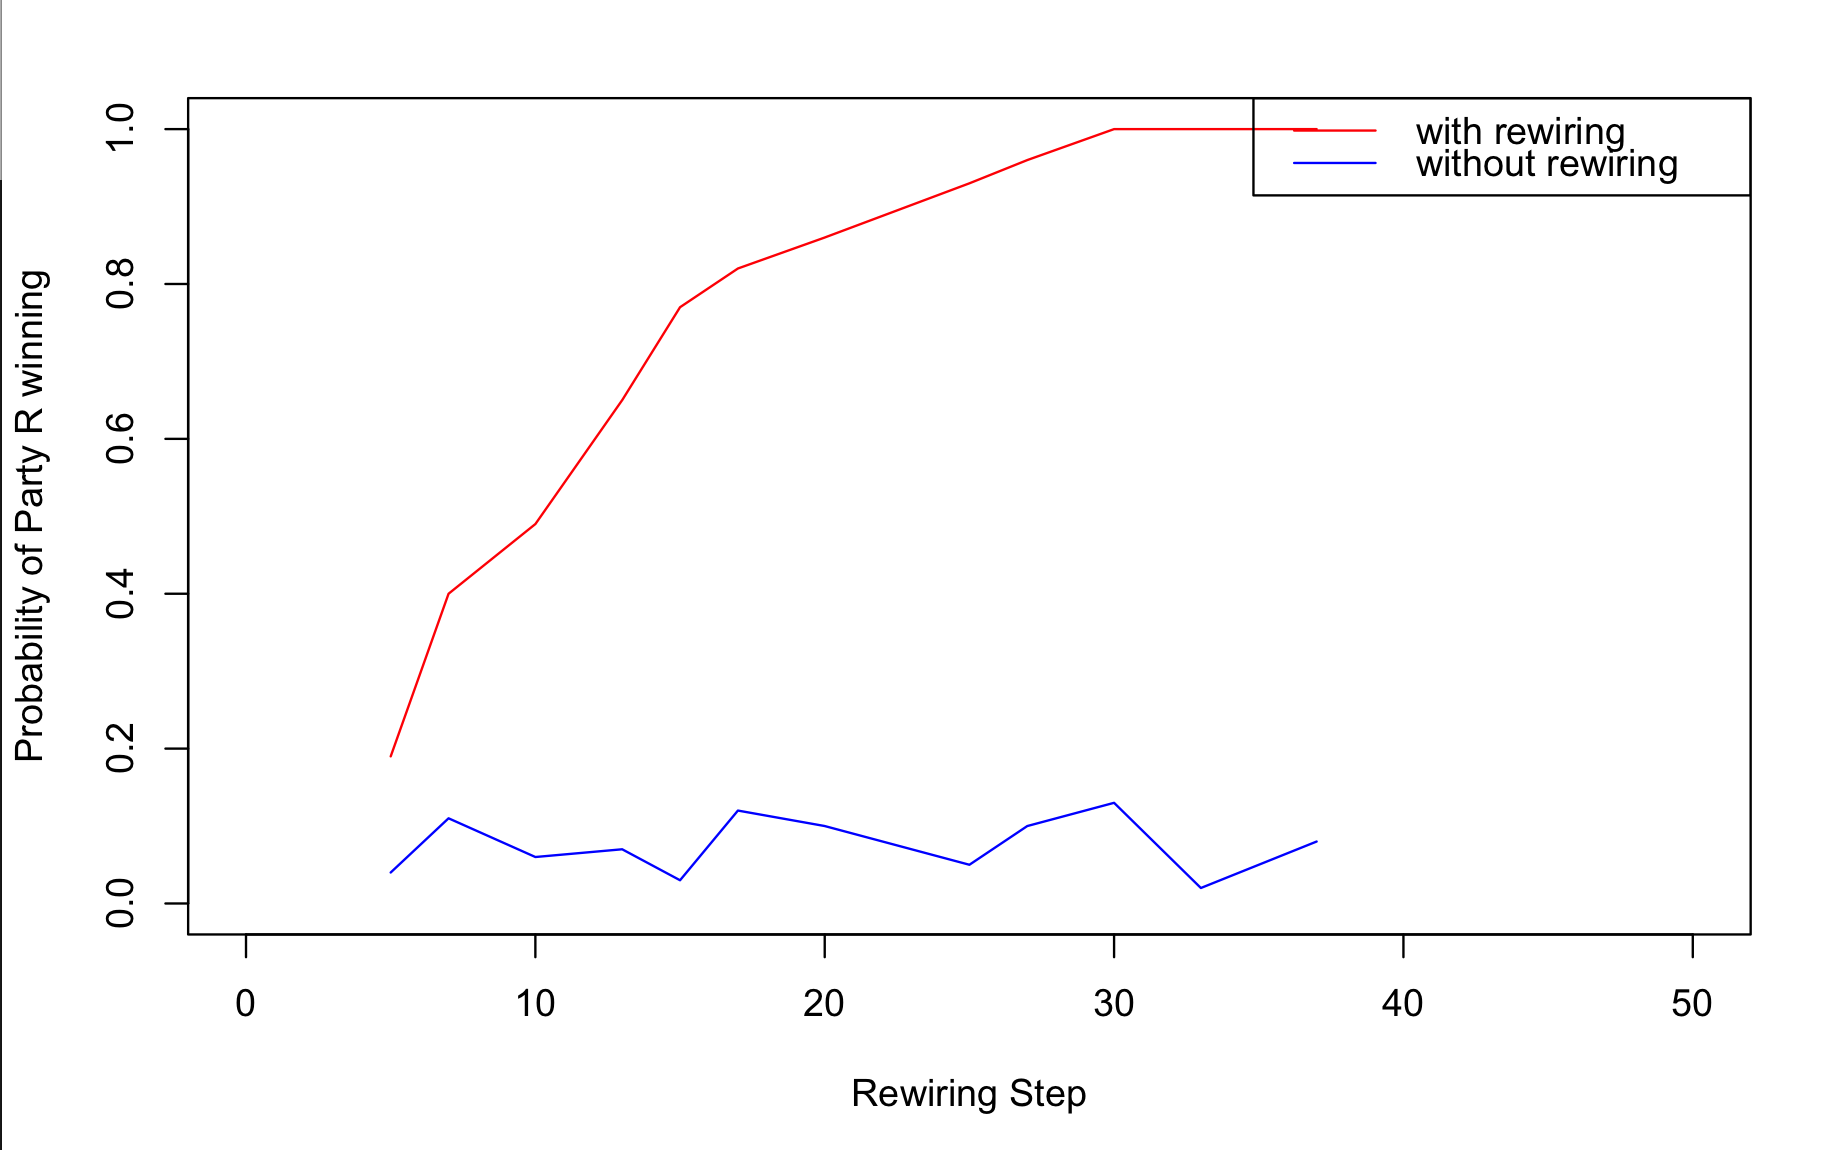 with rewiring
without rewiring
Probability of Party R winning
1.0
0.8
0.6
0.4
0.2
0.0
0 10 20 30 40 50
Rewiring Step